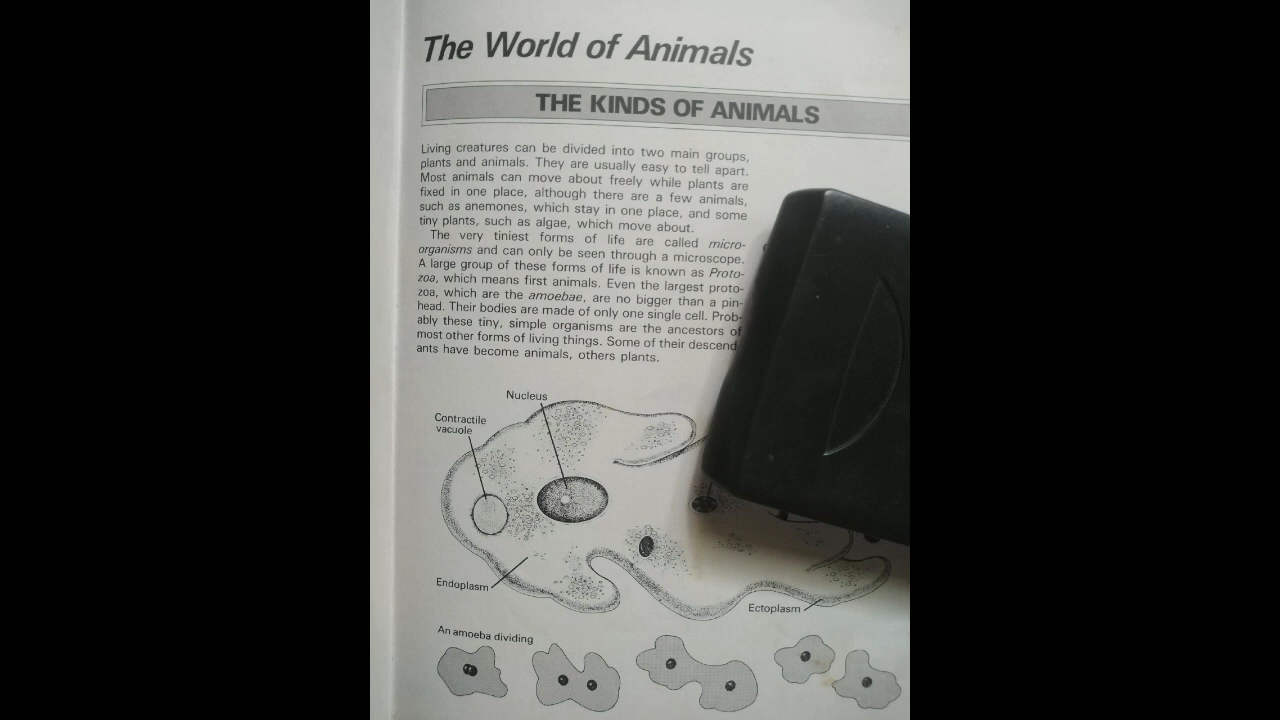 The World of Animals
THE KINDS OF ANIMALS
Living creatures can be divided into two main groups,
plants and animals. They are usually easy to tell apart.
Most animals can move about freely while plants are
fixed in one place, although there are a few animals,
such as anemones, which stay in one place, and some
tiny plants, such as algae, which move about.
The very tiniest forms of life are called micro-
organisms and can only be seen through a microscope.
A large group of these forms of life is known as Proto-
zoa, which means first animals. Even the largest proto-
zoa, which are the amoebae, are no bigger than a pin-
head. Their bodies are made of only one single cell. Prob-
ably these tiny, simple organisms are the ancestors of
most other forms of living things. Some of their descend-
ants have become animals, others plants.
Nucleus
Contractile
vacuole
Endoplasm
Ectoplasm
An amoeba dividing